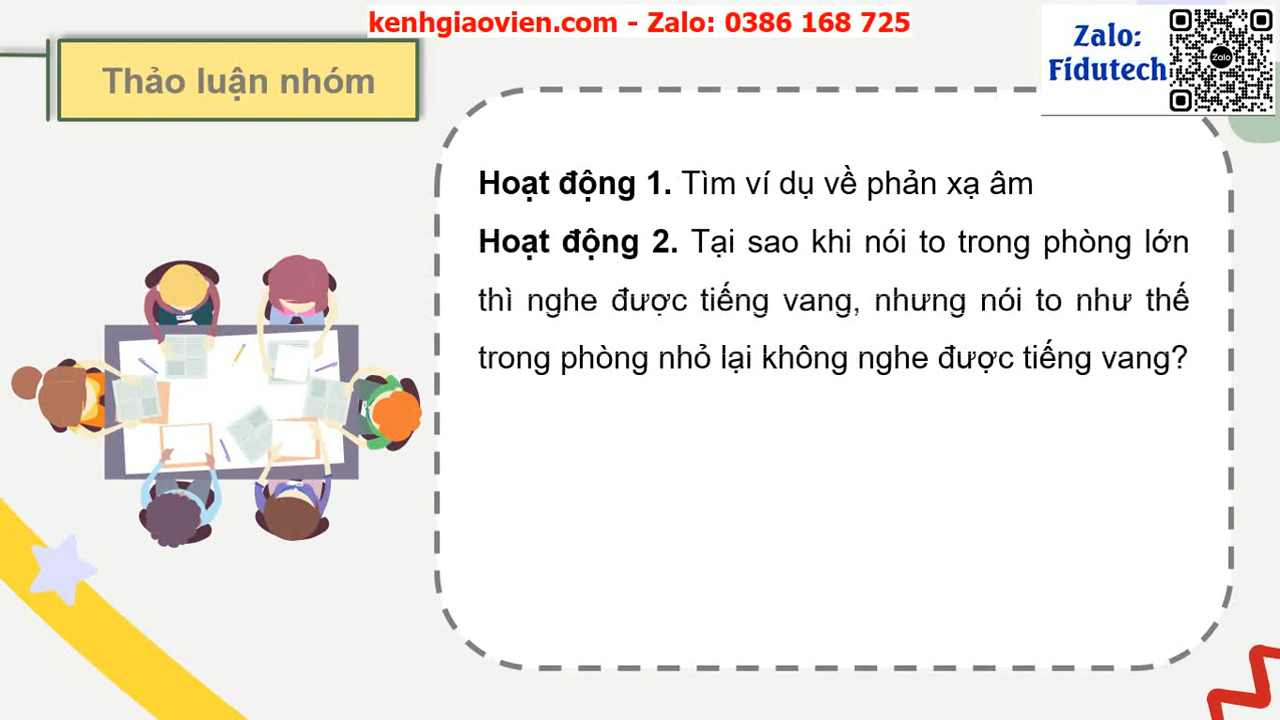 kenhgiaovien.com - Zalo: 0386 168 725
Zalo:
Fidutech
Zalo
Thảo luận nhóm
Hoạt động 1. Tìm ví dụ về phản xạ âm
Hoạt động 2. Tại sao khi nói to trong phòng lớn
thì nghe được tiếng vang, nhưng nói to như thế
trong phòng nhỏ lại không nghe được tiếng vang?